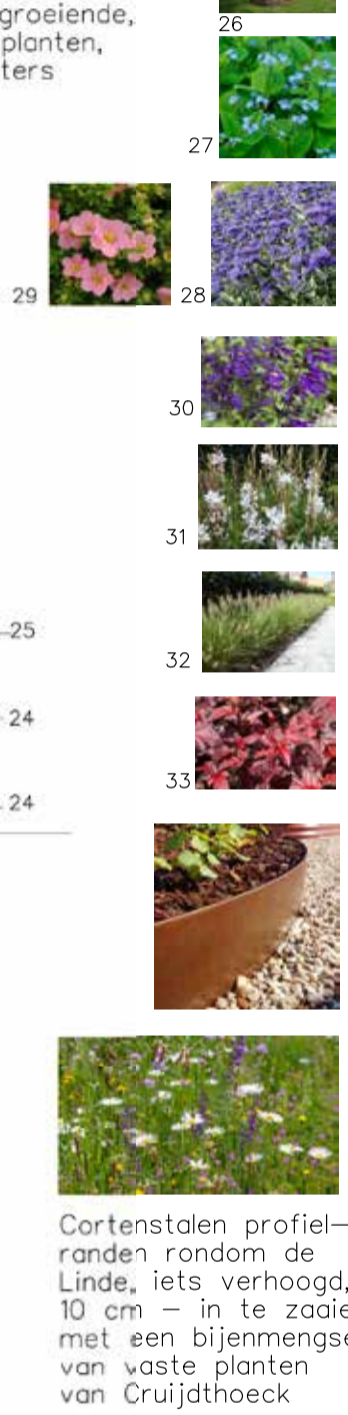 groeiende,
planten,
ters
26
27
29
28
30
31
25
32
24
33
24
Cortenstalen profiel–
randen rondom de
Linde, iets verhoogd,
10 cm – in te zaaie
met een bijenmengse
van vaste planten
van Cruijdthoeck